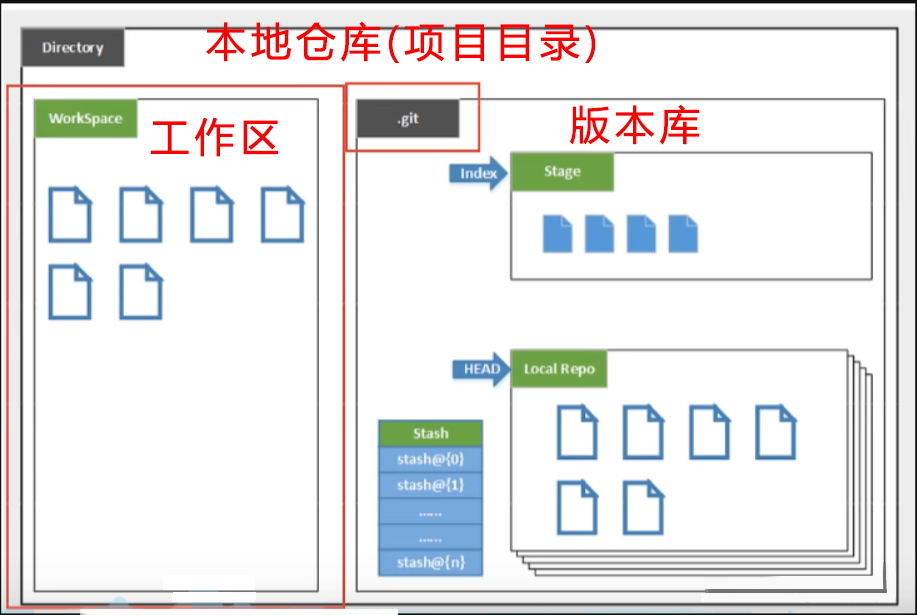 Directory
本地仓库(项目目录)
WorkSpace
工作区
.git
版本库
Index
Stage
HEAD
Local Repo
Stash
stash@{0}
stash@{1}
......
......
stash@{n}